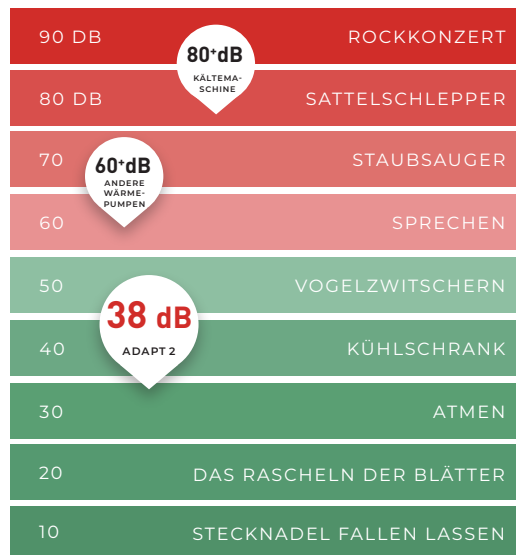 90 DB ROCKKONZERT
80⁺dB
KÄLTEMA-
SCHINE
80 DB SATTELSCHLEPPER
70 STAUBSAUGER
60⁺dB
ANDERE
WÄRME-
PUMPEN
60 SPRECHEN
50 VOGELZWITSCHERN
38 dB
ADAPT 2
40 KÜHLSCHRANK
30 ATMEN
20 DAS RASCHELN DER BLÄTTER
10 STECKNADEL FALLEN LASSEN